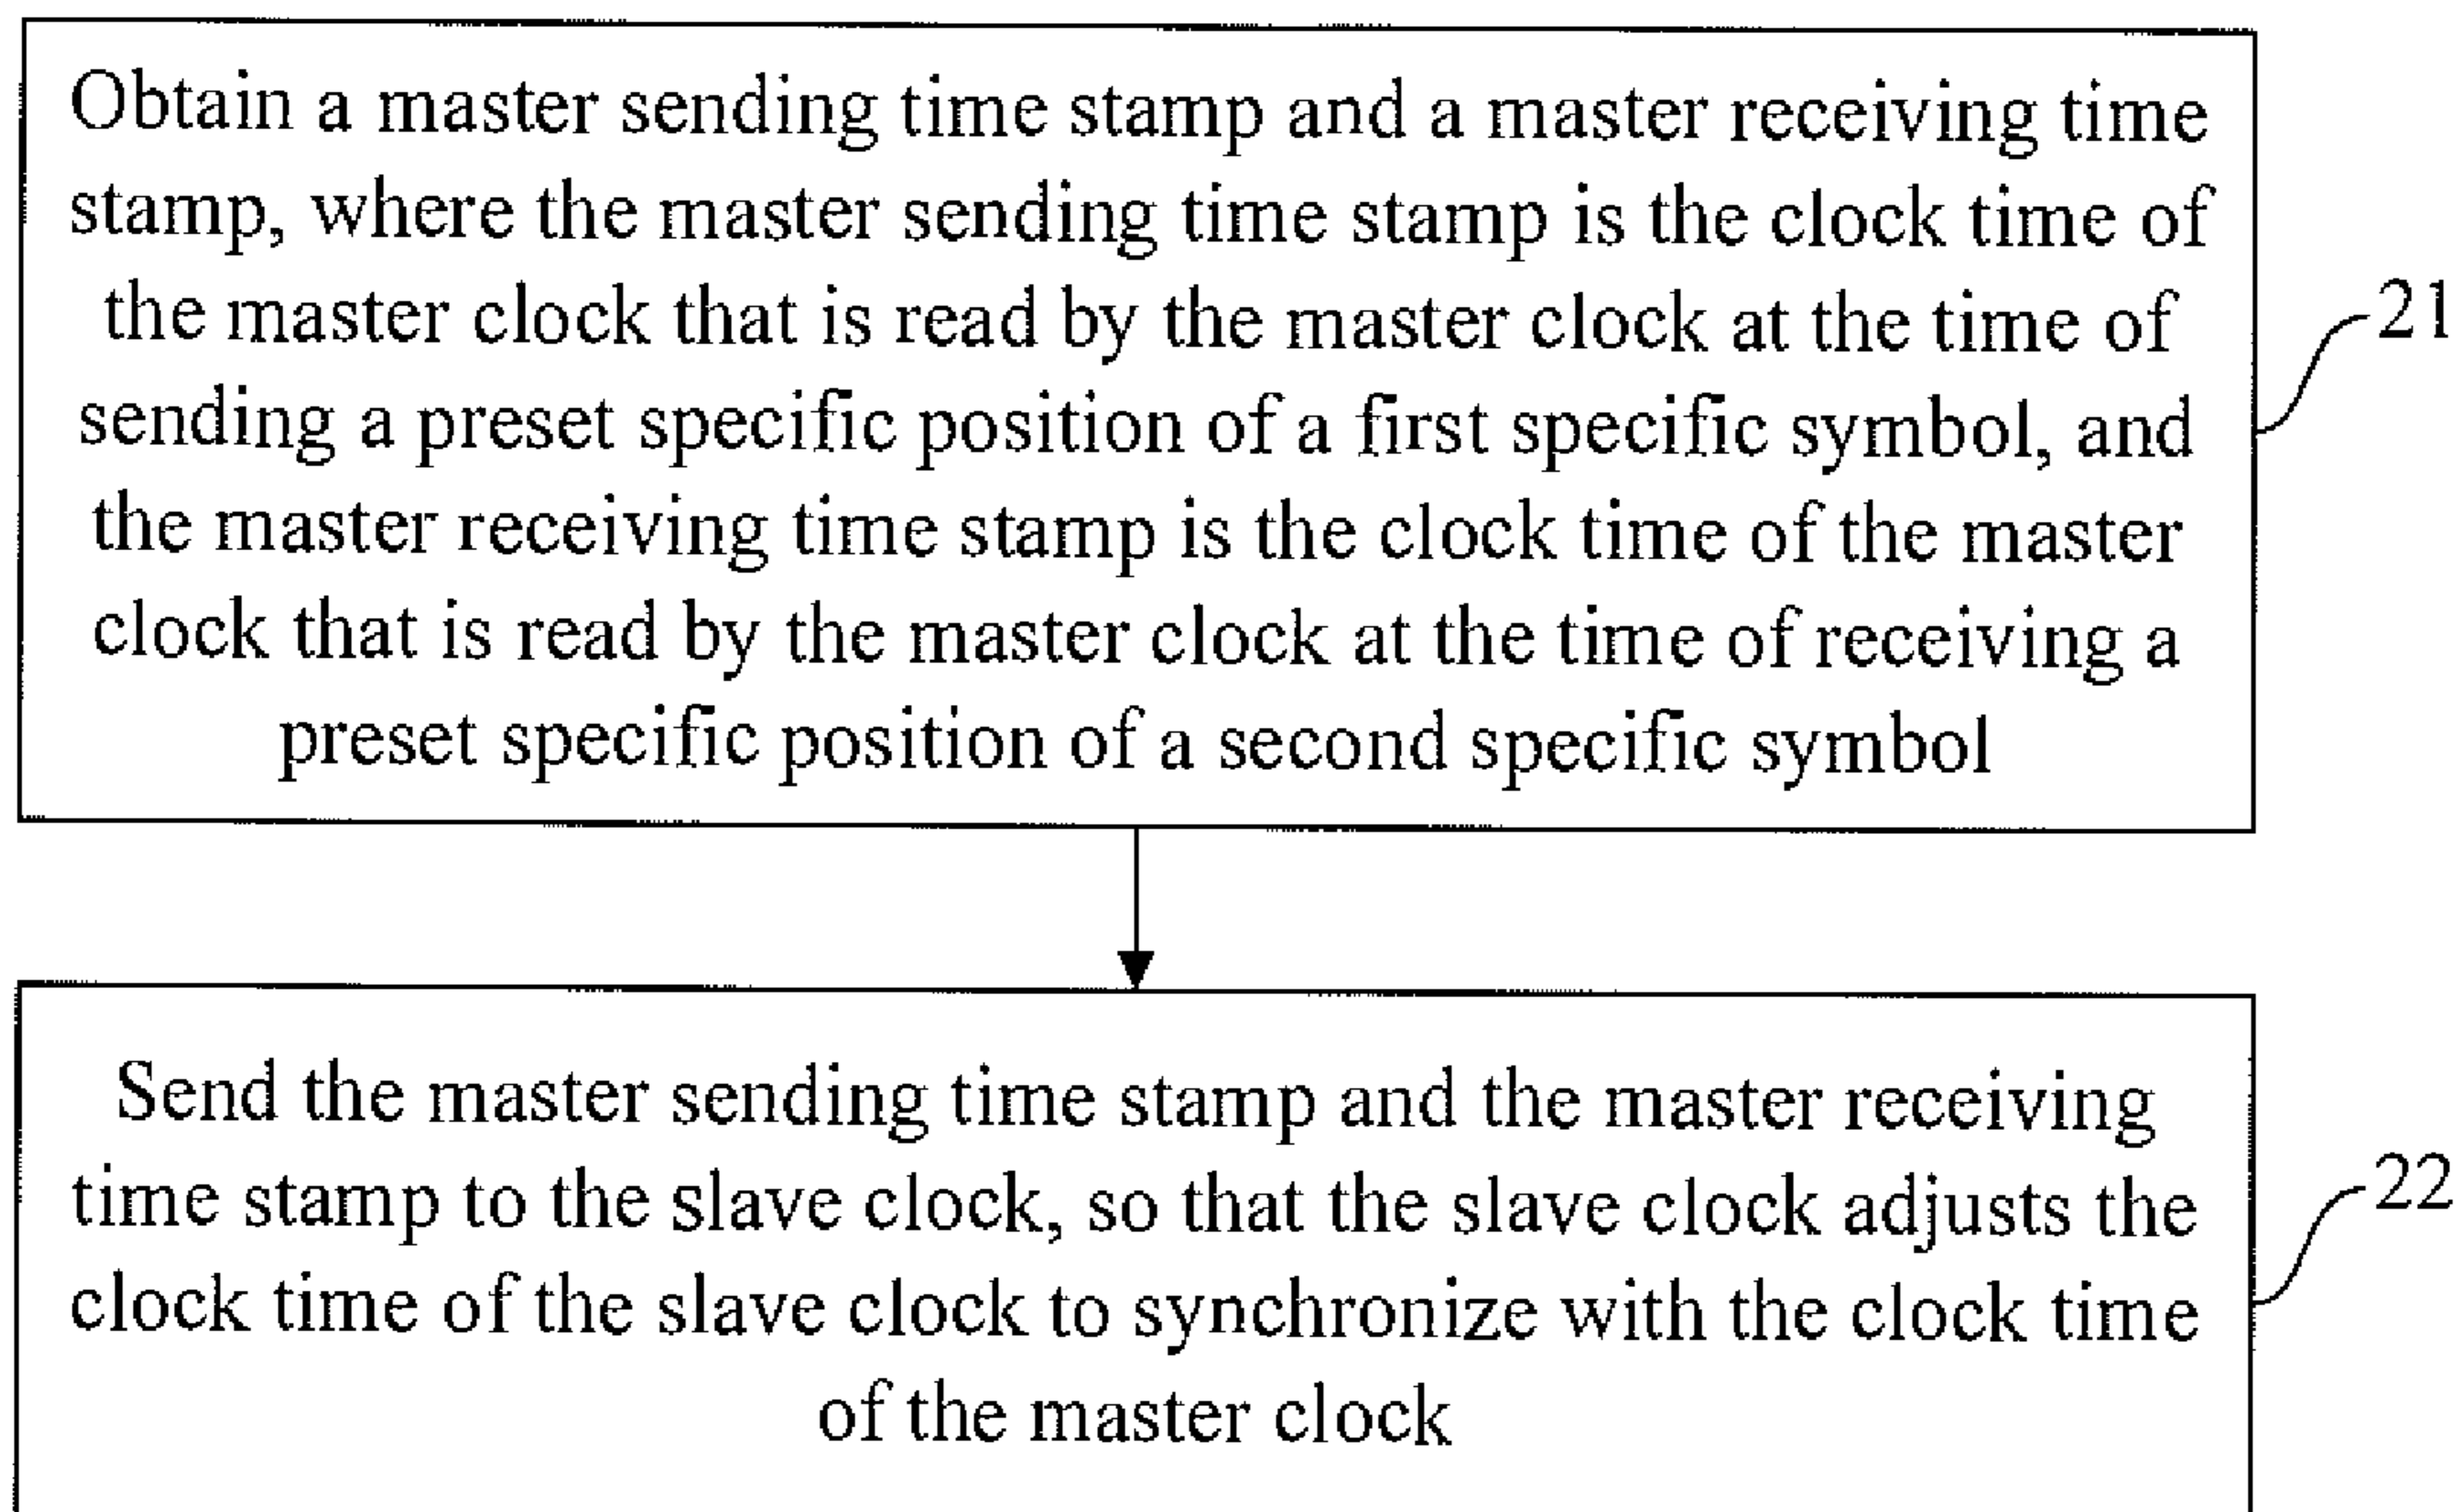 Obtain a master sending time stamp and a master receiving time
stamp, where the master sending time stamp is the clock time of
the master clock that is read by the master clock at the time of
sending a preset specific position of a first specific symbol, and
the master receiving time stamp is the clock time of the master
clock that is read by the master clock at the time of receiving a
preset specific position of a second specific symbol
21
Send the master sending time stamp and the master receiving
time stamp to the slave clock, so that the slave clock adjusts the
clock time of the slave clock to synchronize with the clock time
of the master clock
22